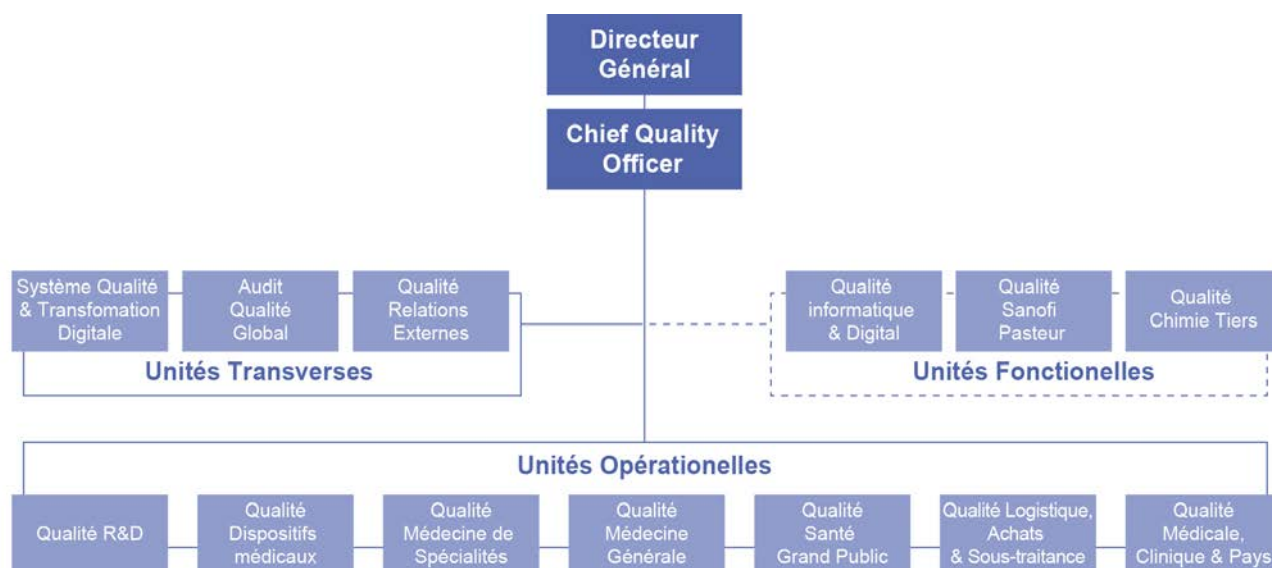 Directeur
Général
Chief Quality
Officer
Système Qualité
& Transfomation
Digitale
Audit
Qualité
Global
Qualité
Relations
Externes
Unités Transverses
Qualité
informatique
& Digital
Qualité
Sanofi
Pasteur
Qualité
Chimie Tiers
Unités Fonctionelles
Unités Opérationelles
Qualité R&D
Qualité
Dispositifs
médicaux
Qualité
Médecine de
Spécialités
Qualité
Médecine
Générale
Qualité
Santé
Grand Public
Qualité Logistique,
Achats
& Sous-traitance
Qualité
Médicale,
Clinique & Pays